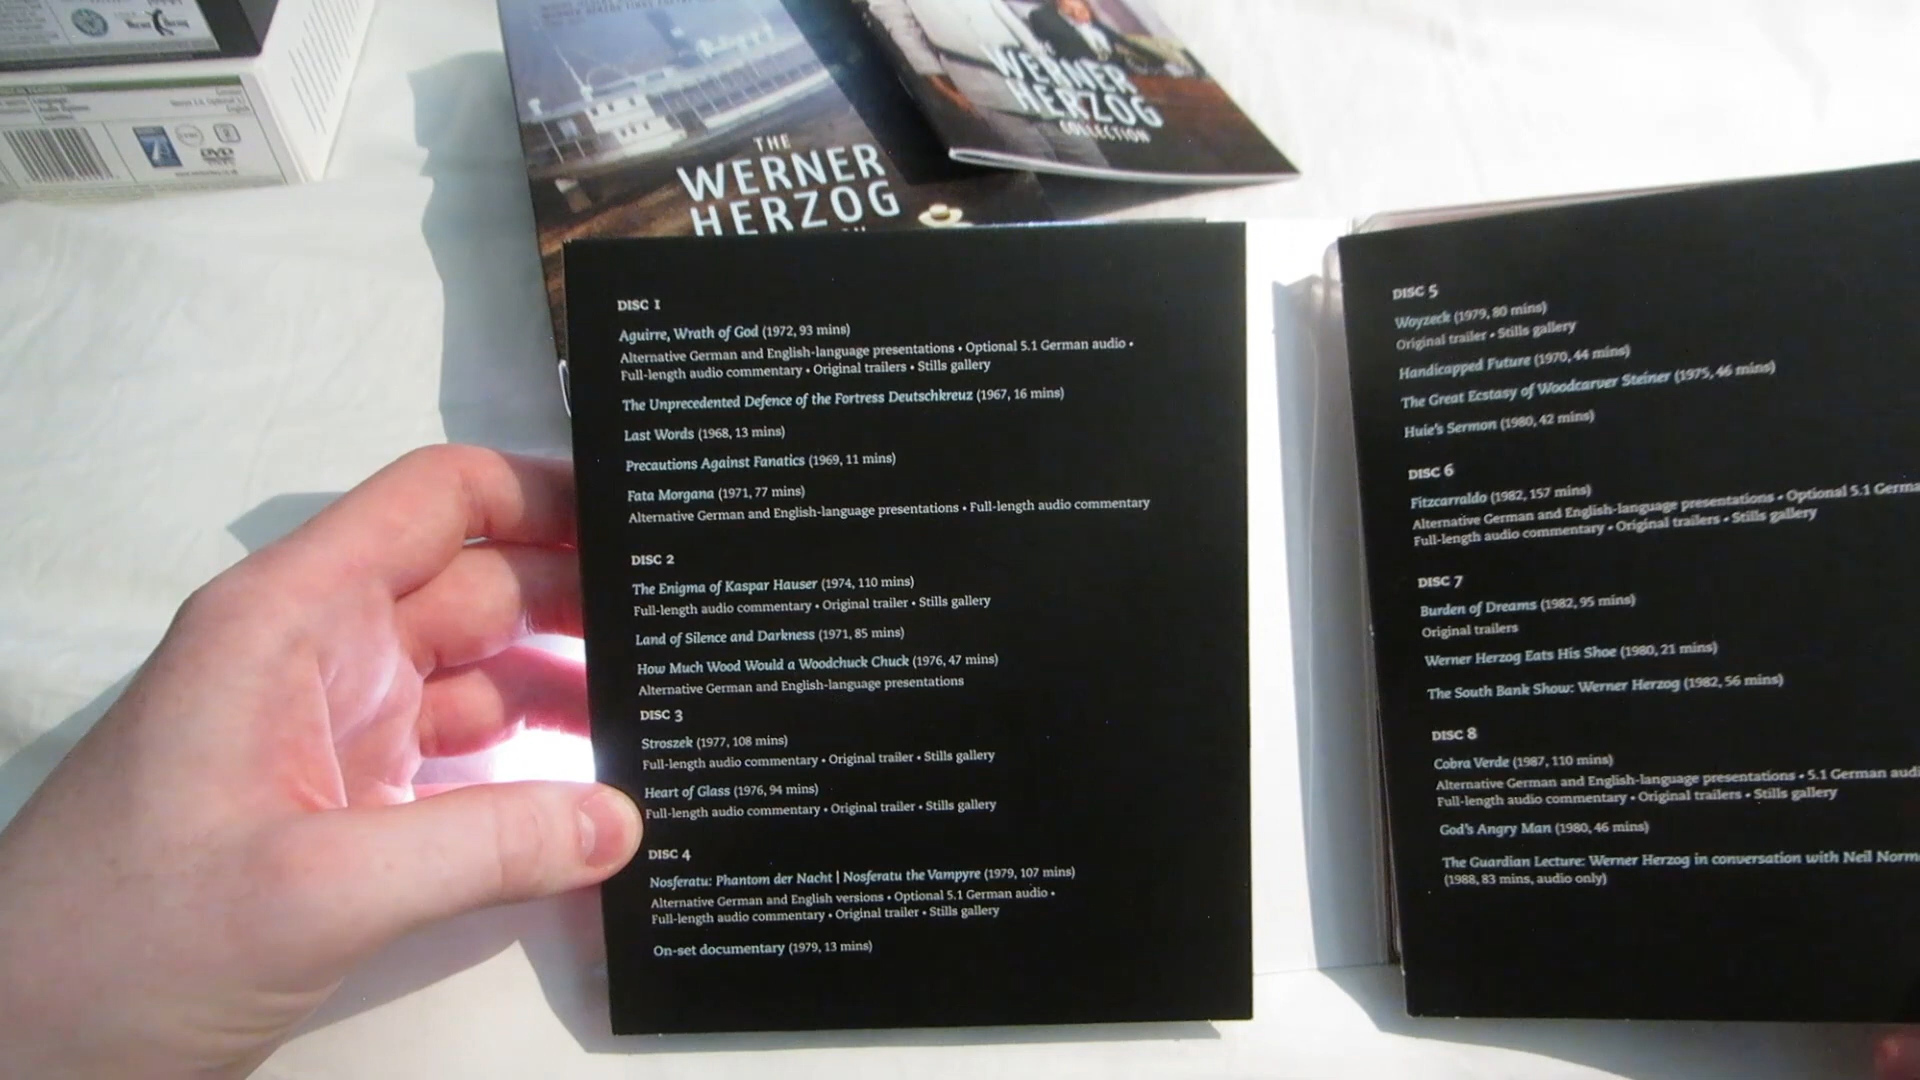 THE
WERNER
HERZOG
WERNER
HERZOG
COLLECTION
DVD
DISC 1
Aguirre, Wrath of God (1972, 93 mins)
Alternative German and English-language presentations • Optional 5.1 German audio •
Full-length audio commentary • Original trailers • Stills gallery
The Unprecedented Defence of the Fortress Deutschkreuz (1967, 16 mins)
Last Words (1968, 13 mins)
Precautions Against Fanatics (1969, 11 mins)
Fata Morgana (1971, 77 mins)
Alternative German and English-language presentations • Full-length audio commentary
DISC 2
The Enigma of Kaspar Hauser (1974, 110 mins)
Full-length audio commentary • Original trailer • Stills gallery
Land of Silence and Darkness (1971, 85 mins)
How Much Wood Would a Woodchuck Chuck (1976, 47 mins)
Alternative German and English-language presentations
DISC 3
Stroszek (1977, 108 mins)
Full-length audio commentary • Original trailer • Stills gallery
Heart of Glass (1976, 94 mins)
Full-length audio commentary • Original trailer • Stills gallery
DISC 4
Nosferatu: Phantom der Nacht | Nosferatu the Vampyre (1979, 107 mins)
Alternative German and English versions • Optional 5.1 German audio •
Full-length audio commentary • Original trailer • Stills gallery
On-set documentary (1979, 13 mins)
DISC 5
Woyzeck (1979, 80 mins)
Original trailer • Stills gallery
Handicapped Future (1970, 44 mins)
The Great Ecstasy of Woodcarver Steiner (1975, 46 mins)
Huie's Sermon (1980, 42 mins)
DISC 6
Fitzcarraldo (1982, 157 mins)
Alternative German and English-language presentations • Optional 5.1 Germa
Full-length audio commentary • Original trailers • Stills gallery
DISC 7
Burden of Dreams (1982, 95 mins)
Original trailers
Werner Herzog Eats His Shoe (1980, 21 mins)
The South Bank Show: Werner Herzog (1982, 56 mins)
DISC 8
Cobra Verde (1987, 110 mins)
Alternative German and English-language presentations • 5.1 German audi
Full-length audio commentary • Original trailers • Stills gallery
God's Angry Man (1980, 46 mins)
The Guardian Lecture: Werner Herzog in conversation with Neil Norm
(1988, 83 mins, audio only)